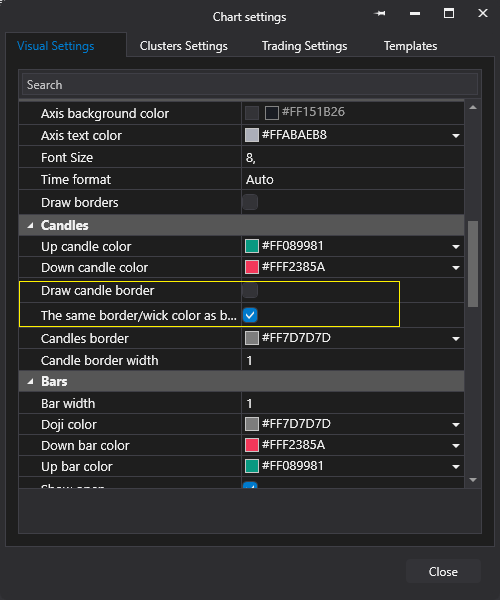 Chart settings
Visual Settings Clusters Settings Trading Settings Templates
Search
Axis background color #FF151B26
Axis text color #FFABAEB8
Font Size 8,
Time format Auto
Draw borders
Candles
Up candle color #FF089981
Down candle color #FFF2385A
Draw candle border
The same border/wick color as b...
Candles border #FF7D7D7D
Candle border width 1
Bars
Bar width 1
Doji color #FF7D7D7D
Down bar color #FFF2385A
Up bar color #FF089981
Show open
Close